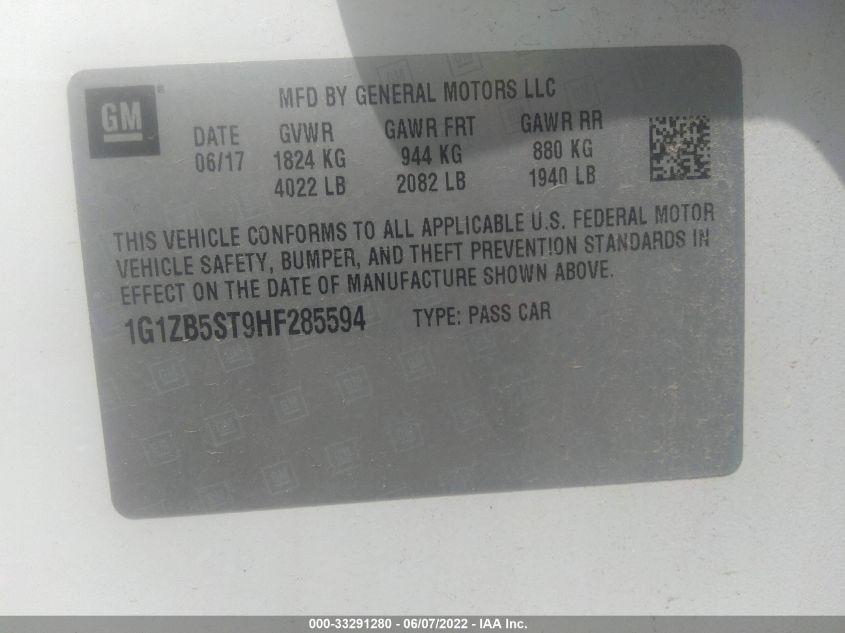 GM
MFD BY GENERAL MOTORS LLC
DATE GVWR GAWR FRT GAWR RR
06/17 1824 KG 944 KG 880 KG
4022 LB 2082 LB 1940 LB
THIS VEHICLE CONFORMS TO ALL APPLICABLE U.S. FEDERAL MOTOR
VEHICLE SAFETY, BUMPER, AND THEFT PREVENTION STANDARDS IN
EFFECT ON THE DATE OF MANUFACTURE SHOWN ABOVE.
1G1ZB5ST9HF285594 TYPE: PASS CAR
000-33291280 - 06/07/2022 - IAA Inc.